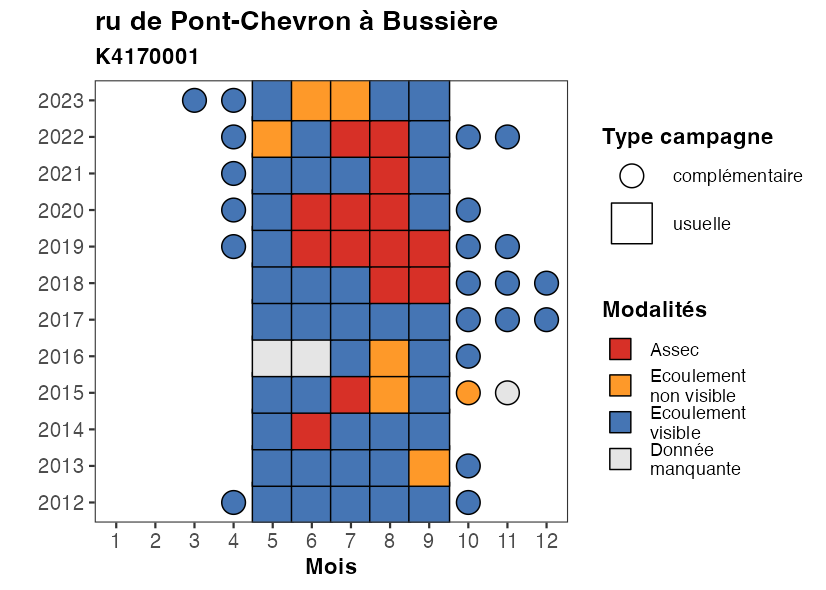 ru de Pont-Chevron à Bussière
K4170001
2023
2022
2021
2020
2019
2018
2017
2016
2015
2014
2013
2012
1 2 3 4 5 6 7 8 9 10 11 12
Mois
Type campagne
complémentaire
usuelle
Modalités
Assec
Ecoulement
non visible
Ecoulement
visible
Donnée
manquante